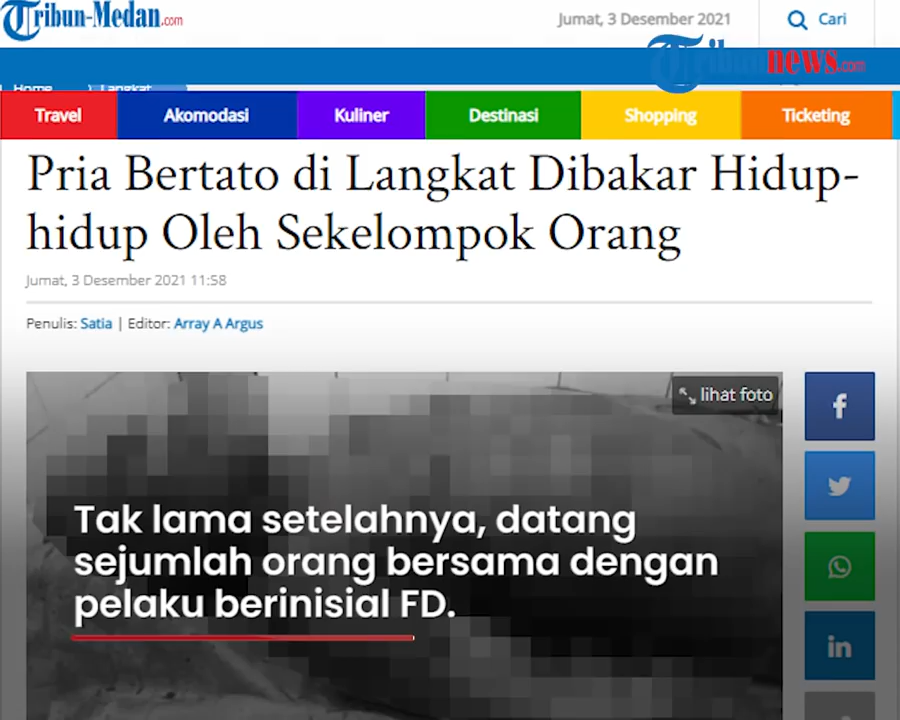 Tribun-Medan.com
Jumat, 3 Desember 2021
Cari
Tribunnews.com
Home
Langkat
Travel
Akomodasi
Kuliner
Destinasi
Shopping
Ticketing
Pria Bertato di Langkat Dibakar Hidup-
hidup Oleh Sekelompok Orang
Jumat, 3 Desember 2021 11:58
Penulis: Satia | Editor: Array A Argus
lihat foto
Tak lama setelahnya, datang
sejumlah orang bersama dengan
pelaku berinisial FD.